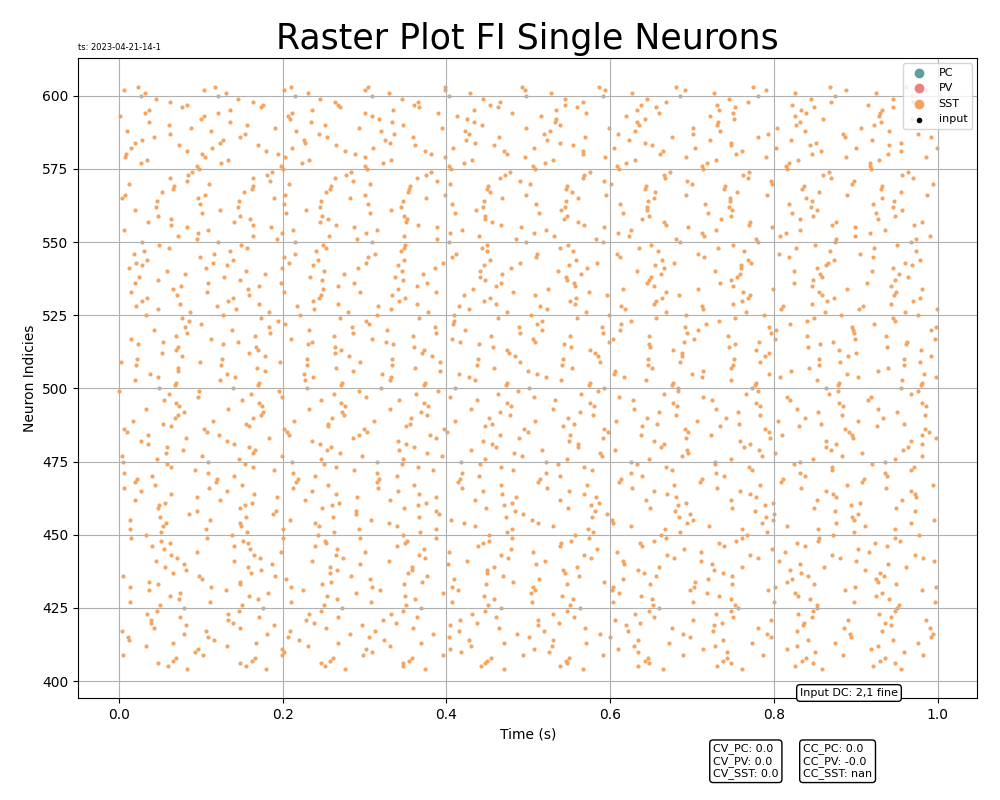 Raster Plot FI Single Neurons
ts: 2023-04-21-14-1
PC
PV
SST
input
600
575
550
525
500
475
450
425
400
Neuron Indicies
0.0 0.2 0.4 0.6 0.8 1.0
Time (s)
Input DC: 2,1 fine
CV_PC: 0.0
CV_PV: 0.0
CV_SST: 0.0
CC_PC: 0.0
CC_PV: -0.0
CC_SST: nan